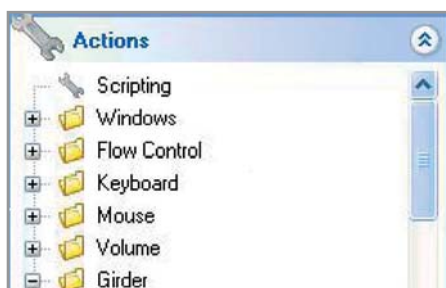 Actions
Scripting
Windows
Flow Control
Keyboard
Mouse
Volume
Girder